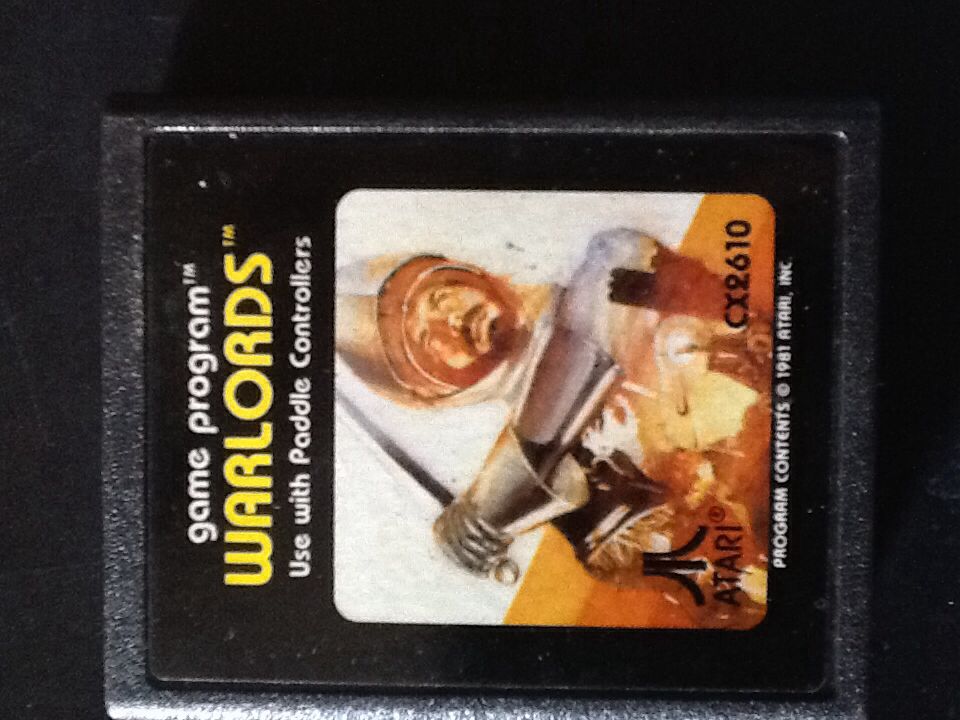 game program™
WARLORDS™
Use with Paddle Controllers
ATARI®
CX2610
PROGRAM CONTENTS © 1981 ATARI, INC.